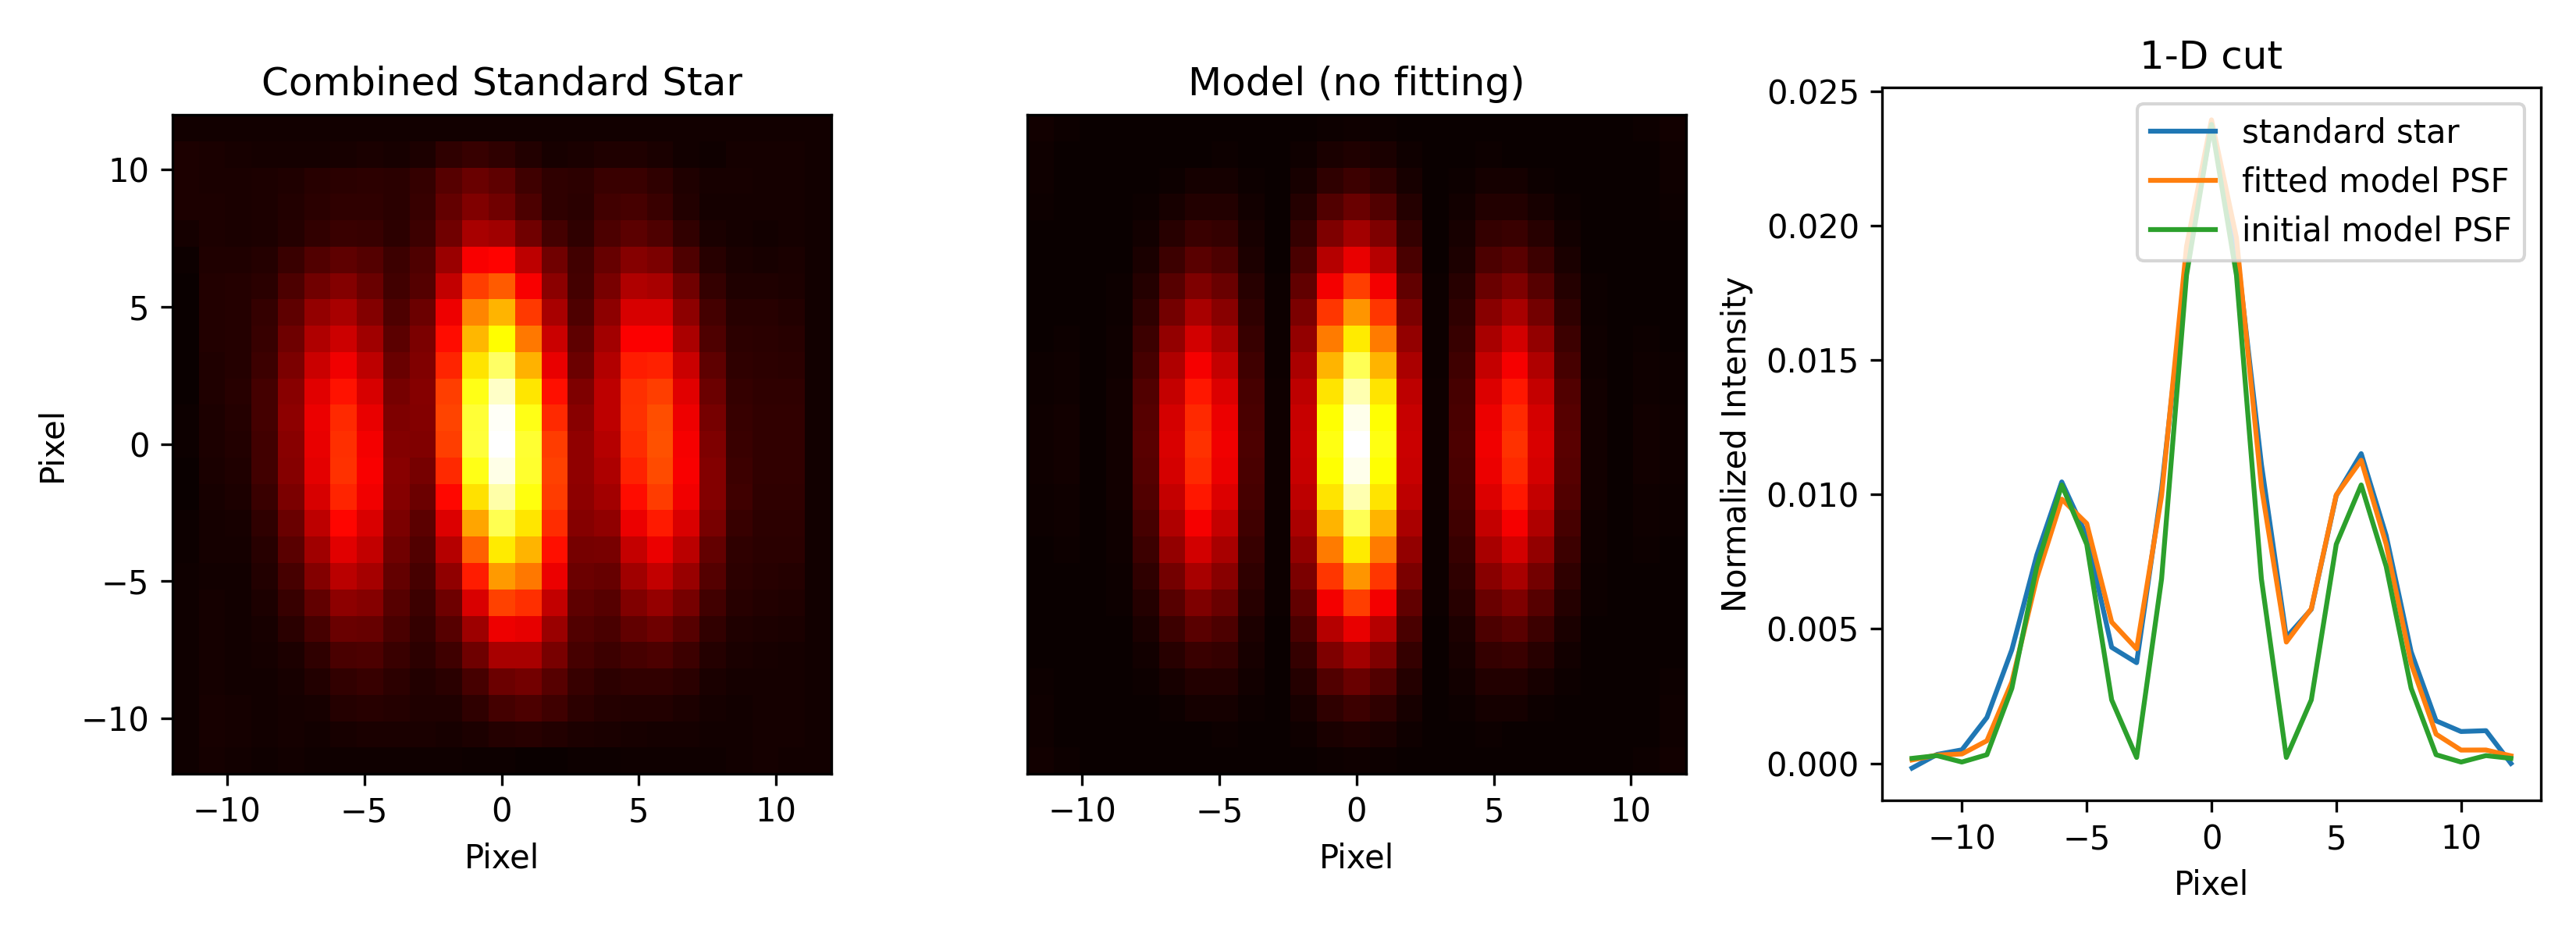 Combined Standard Star
10
5
0
−5
−10
Pixel
−10 −5 0 5 10
Pixel
Model (no fitting)
−10 −5 0 5 10
Pixel
1-D cut
0.025
0.020
0.015
0.010
0.005
0.000
Normalized Intensity
standard star
fitted model PSF
initial model PSF
−10 −5 0 5 10
Pixel